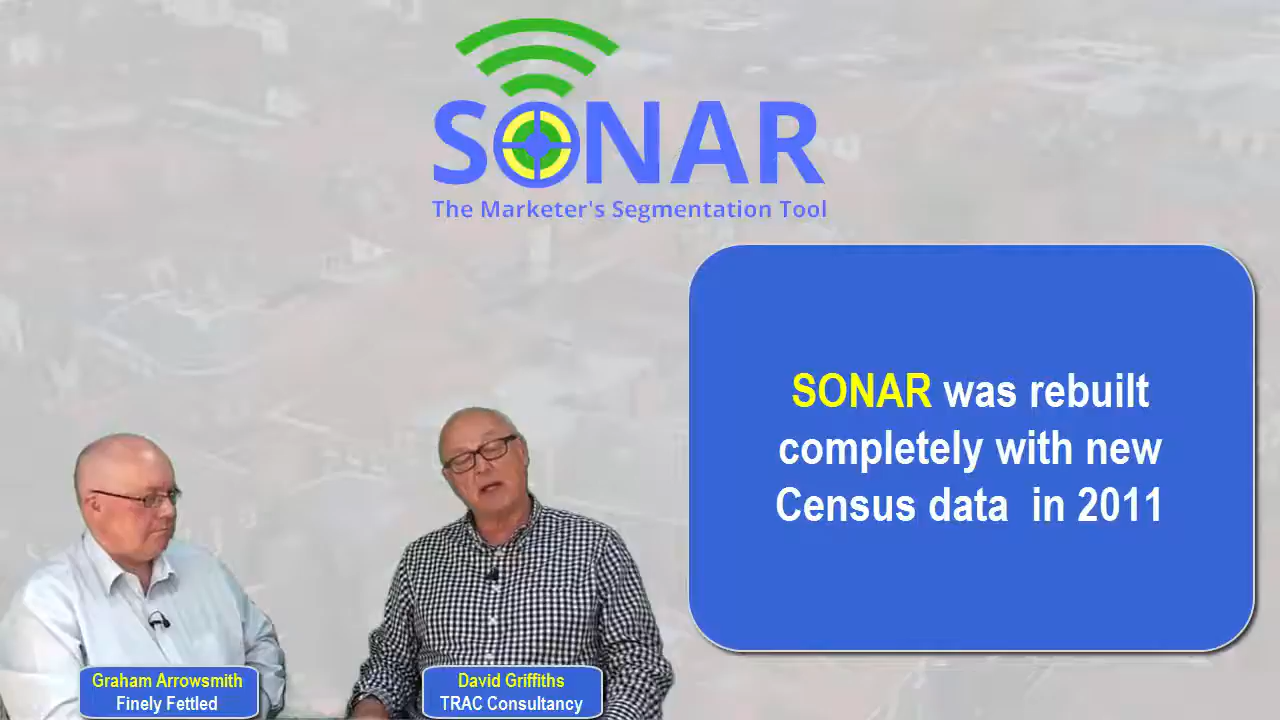 SONAR
The Marketer's Segmentation Tool
SONAR was rebuilt
completely with new
Census data  in 2011
Graham Arrowsmith
Finely Fettled
David Griffiths
TRAC Consultancy